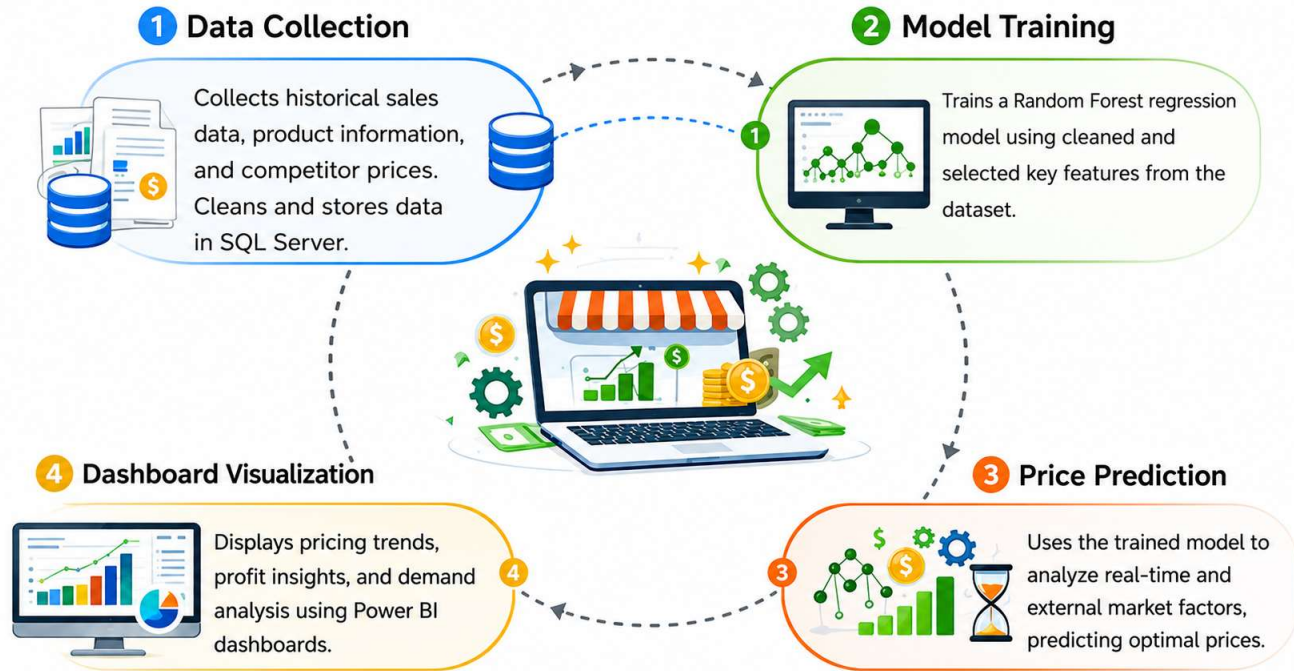 1 Data Collection
Collects historical sales
data, product information,
and competitor prices.
Cleans and stores data
in SQL Server.
$
2 Model Training
1
Trains a Random Forest regression
model using cleaned and
selected key features from the
dataset.
$
$
$
4 Dashboard Visualization
Displays pricing trends,
profit insights, and demand
analysis using Power BI
dashboards.
4
3 Price Prediction
3
$
$
Uses the trained model to
analyze real-time and
external market factors,
predicting optimal prices.